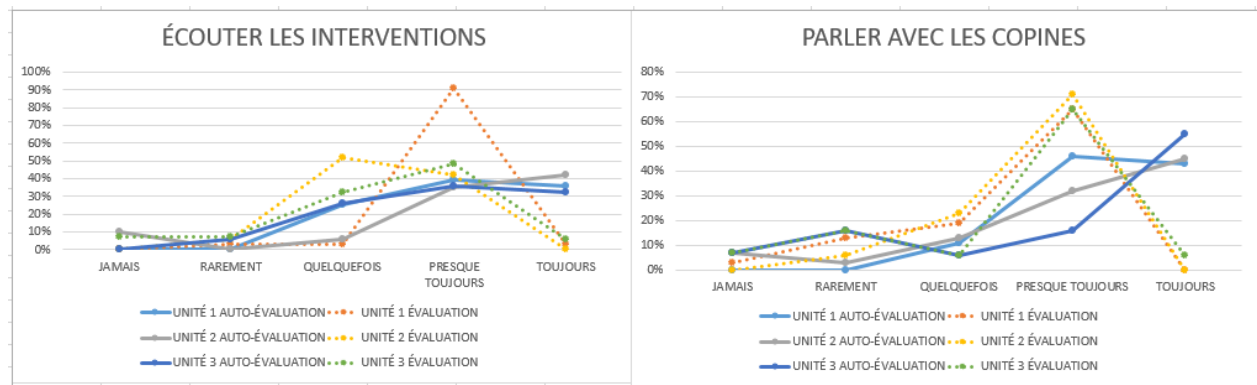 ÉCOUTER LES INTERVENTIONS
100%
90%
80%
70%
60%
50%
40%
30%
20%
10%
0%
JAMAIS RAREMENT QUELQUEFOIS PRESQUE TOUJOURS TOUJOURS
UNITÉ 1 AUTO-ÉVALUATION UNITÉ 1 ÉVALUATION
UNITÉ 2 AUTO-ÉVALUATION UNITÉ 2 ÉVALUATION
UNITÉ 3 AUTO-ÉVALUATION UNITÉ 3 ÉVALUATION
PARLER AVEC LES COPINES
80%
70%
60%
50%
40%
30%
20%
10%
0%
JAMAIS RAREMENT QUELQUEFOIS PRESQUE TOUJOURS TOUJOURS
UNITÉ 1 AUTO-ÉVALUATION UNITÉ 1 ÉVALUATION
UNITÉ 2 AUTO-ÉVALUATION UNITÉ 2 ÉVALUATION
UNITÉ 3 AUTO-ÉVALUATION UNITÉ 3 ÉVALUATION